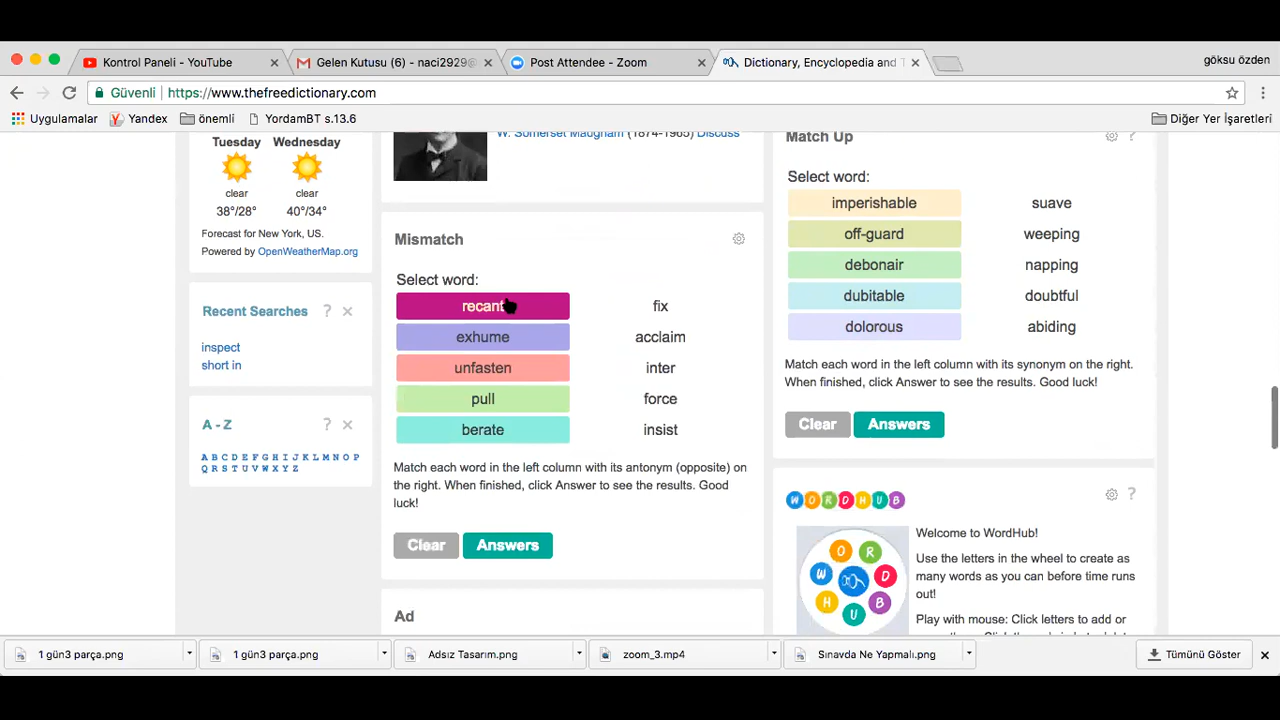 Kontrol Paneli - YouTube
Gelen Kutusu (6) - naci2929@
Post Attendee - Zoom
Dictionary, Encyclopedia and T
göksu özden
Güvenli
https://www.thefreedictionary.com
Uygulamalar
Yandex
önemli
YordamBT s.13.6
Diğer Yer İşaretleri
Tuesday Wednesday
clear clear
38°/28° 40°/34°
Forecast for New York, US.
Powered by OpenWeatherMap.org
Recent Searches ?
inspect
short in
A - Z ?
A B C D E F G H I J K L M N O P
Q R S T U V W X Y Z
W. Somerset Maugham (1874-1965) Discuss
Mismatch
Select word:
recant fix
exhume acclaim
unfasten inter
pull force
berate insist
Match each word in the left column with its antonym (opposite) on
the right. When finished, click Answer to see the results. Good
luck!
Clear Answers
Ad
Match Up ?
Select word:
imperishable suave
off-guard weeping
debonair napping
dubitable doubtful
dolorous abiding
Match each word in the left column with its synonym on the right.
When finished, click Answer to see the results. Good luck!
Clear Answers
WORDHUB ?
W O R D H U B
Welcome to WordHub!
Use the letters in the wheel to create as
many words as you can before time runs
out!
Play with mouse: Click letters to add or
1 gün3 parça.png
1 gün3 parça.png
Adsız Tasarım.png
zoom_3.mp4
Sınavda Ne Yapmalı.png
Tümünü Göster